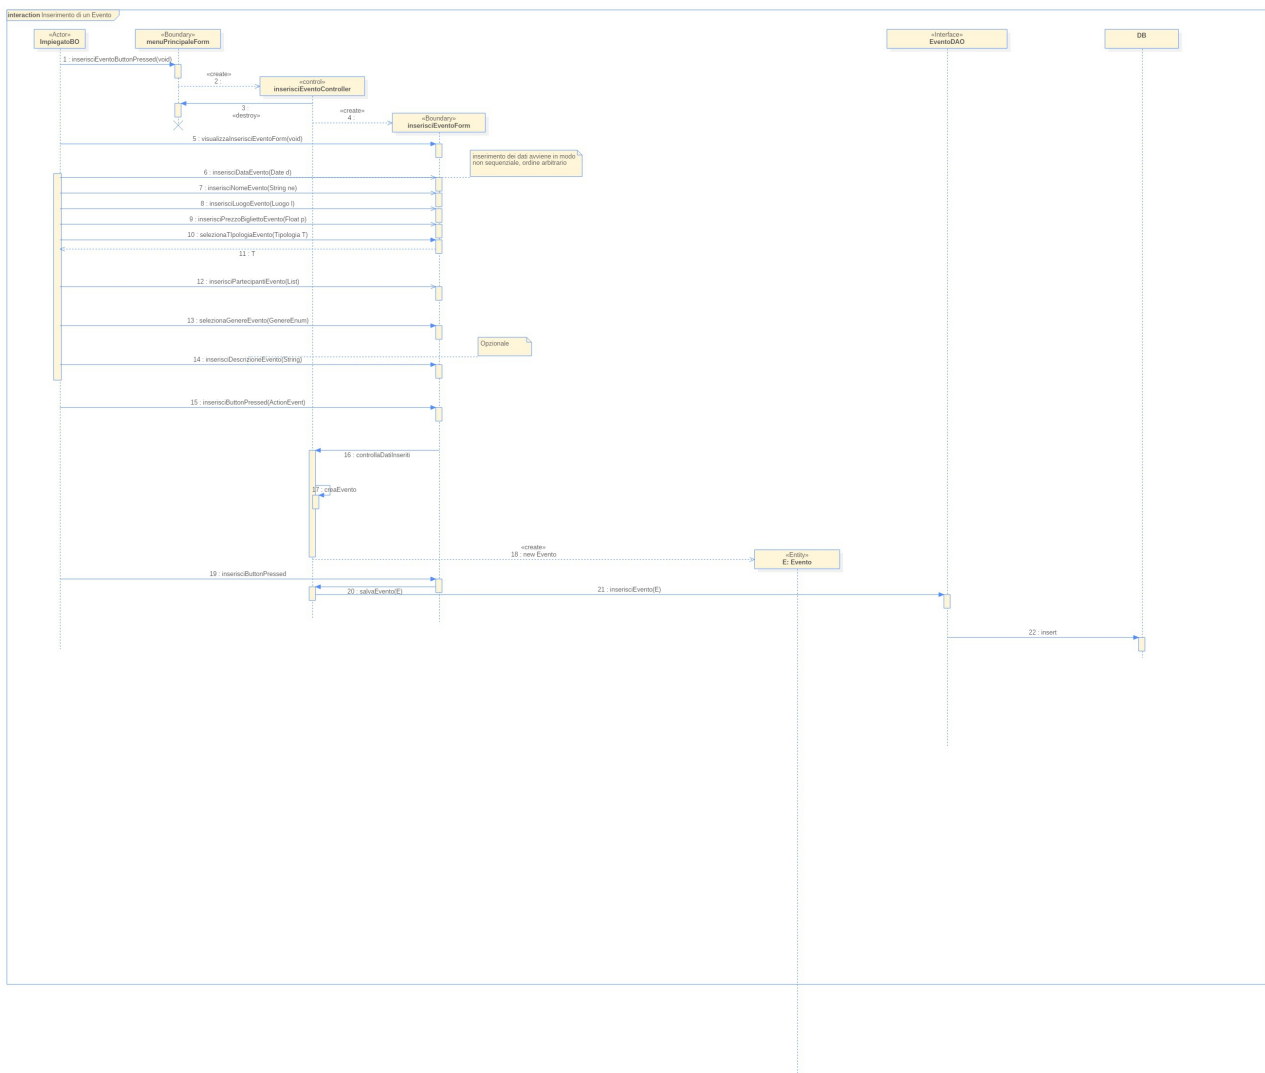 interaction Inserimento di un Evento
«Actor»
ImpiegatoBO
«Boundary»
menuPrincipaleForm
«Interface»
EventoDAO
DB
1 : inserisciEventoButtonPressed(void)
«create»
2 :
«control»
inserisciEventoController
3 :
«destroy»
«create»
4 :
«Boundary»
inserisciEventoForm
5 : visualizzaInserisciEventoForm(void)
inserimento dei dati avviene in modo
non sequenziale, ordine arbitrario
6 : inserisciDataEvento(Date d)
7 : inserisciNomeEvento(String ne)
8 : inserisciLuogoEvento(Luogo l)
9 : inserisciPrezzoBigliettoEvento(Float p)
10 : selezionaTIpologiaEvento(Tipologia T)
11 : T
12 : inserisciPartecipantiEvento(List)
13 : selezionaGenereEvento(GenereEnum)
Opzionale
14 : inserisciDescrizioneEvento(String)
15 : inserisciButtonPressed(ActionEvent)
16 : controllaDatiInseriti
17 : creaEvento
«create»
18 : new Evento
«Entity»
E: Evento
19 : inserisciButtonPressed
20 : salvaEvento(E)
21 : inserisciEvento(E)
22 : insert